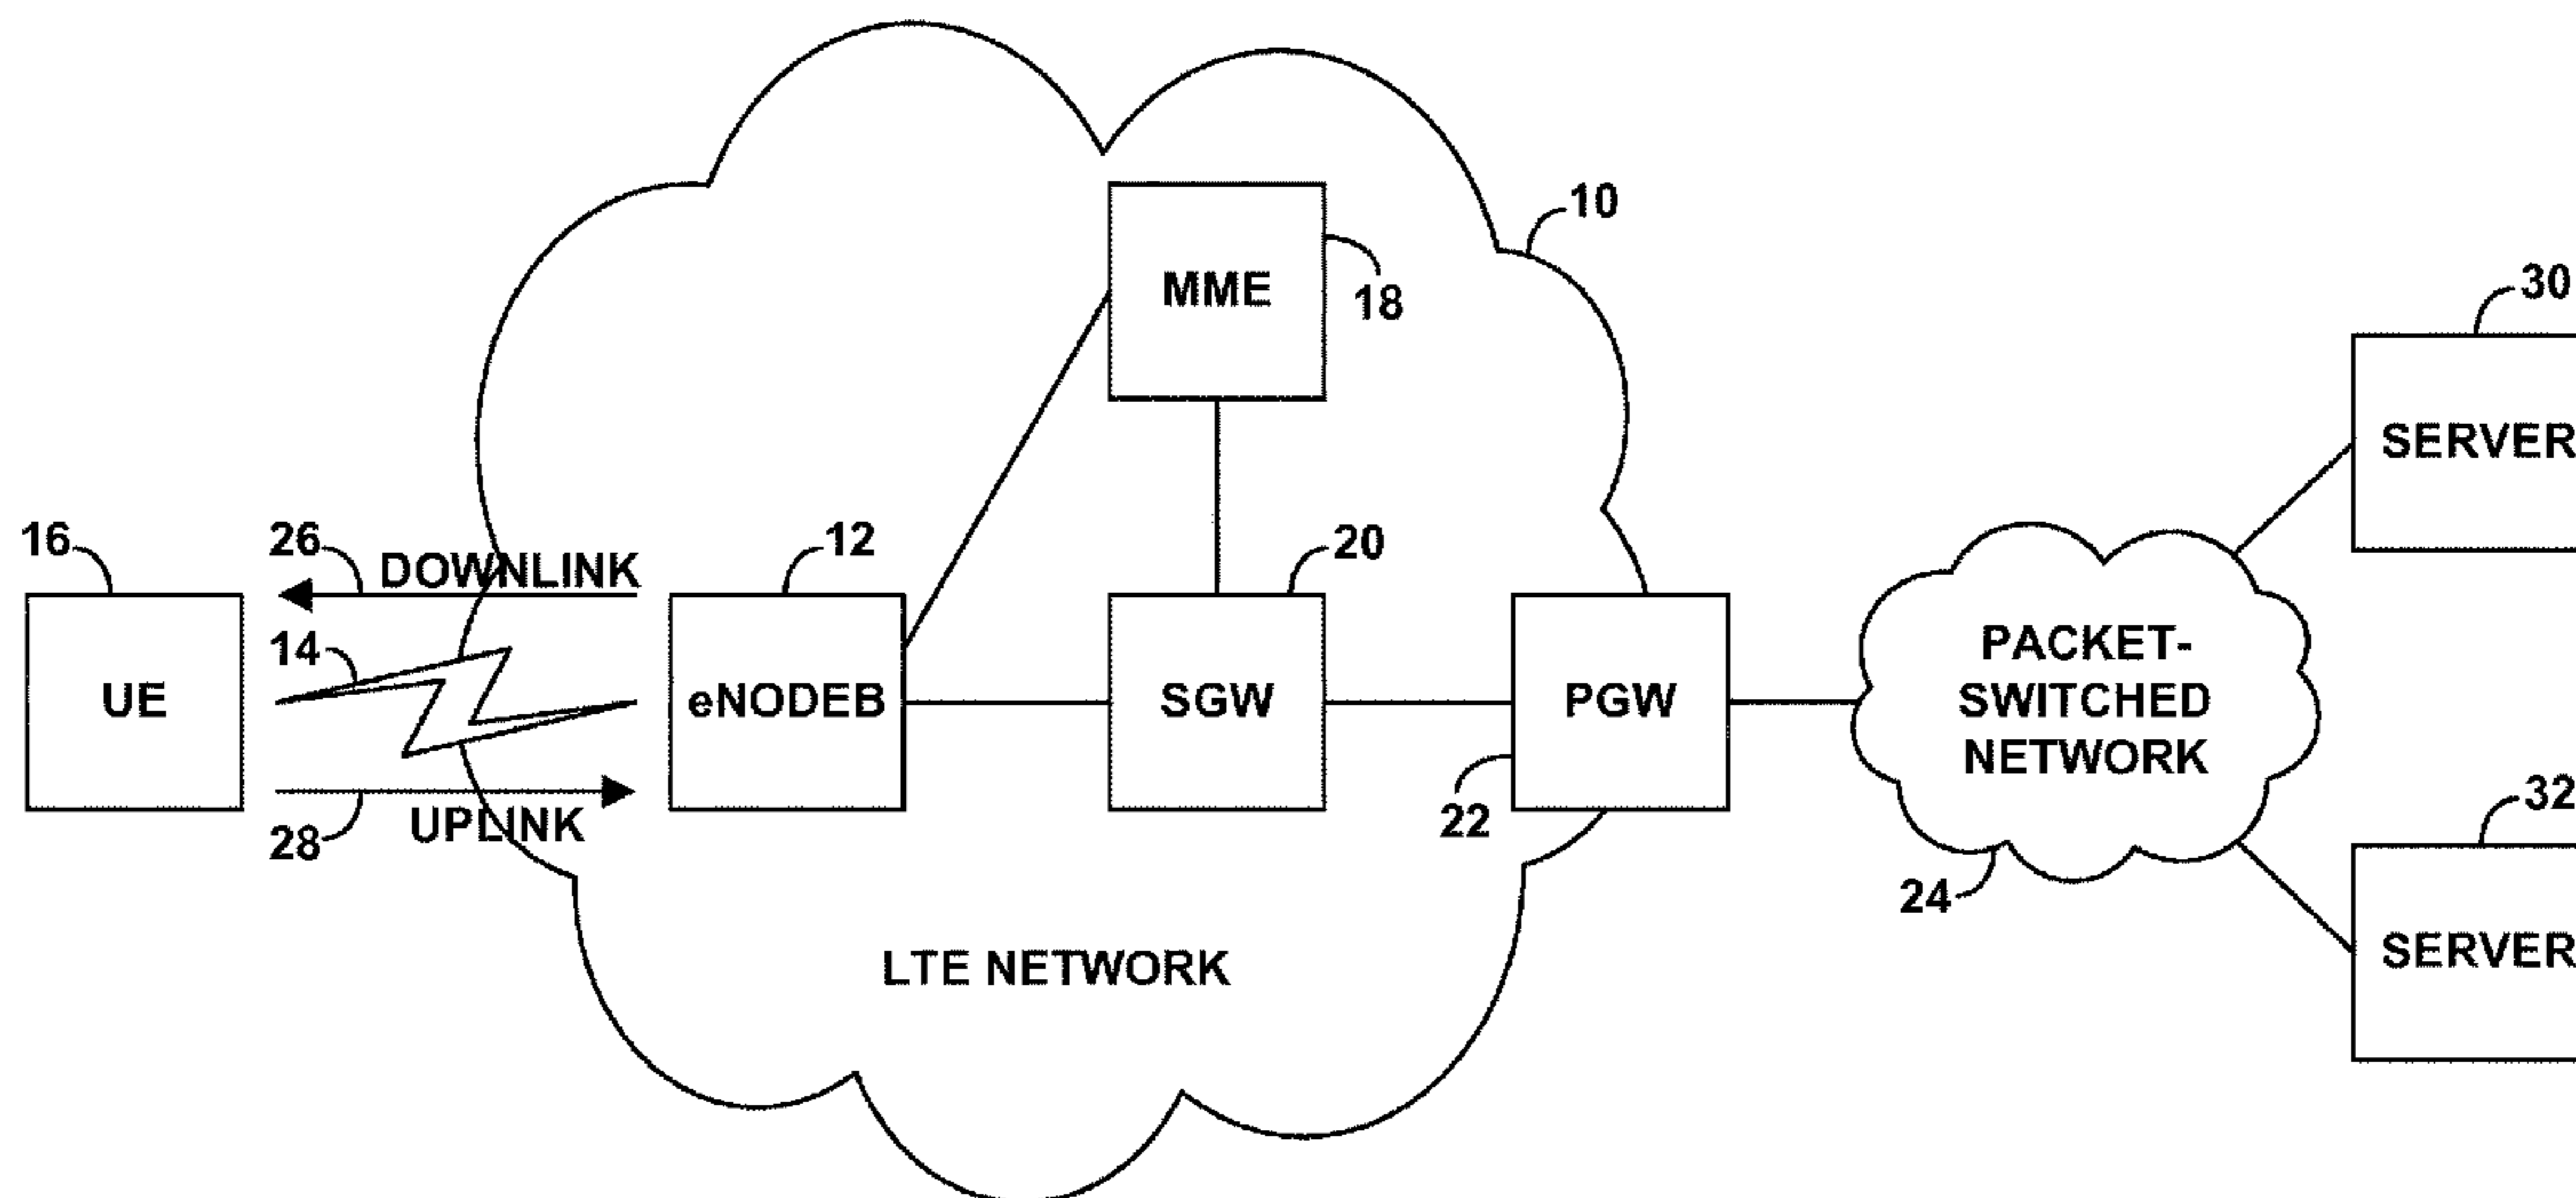 10
MME
18
30
SERVER
16
26
DOWNLINK
12
20
14
UE
eNODEB
SGW
PGW
PACKET-
SWITCHED
NETWORK
28
UPLINK
22
32
24
SERVER
LTE NETWORK